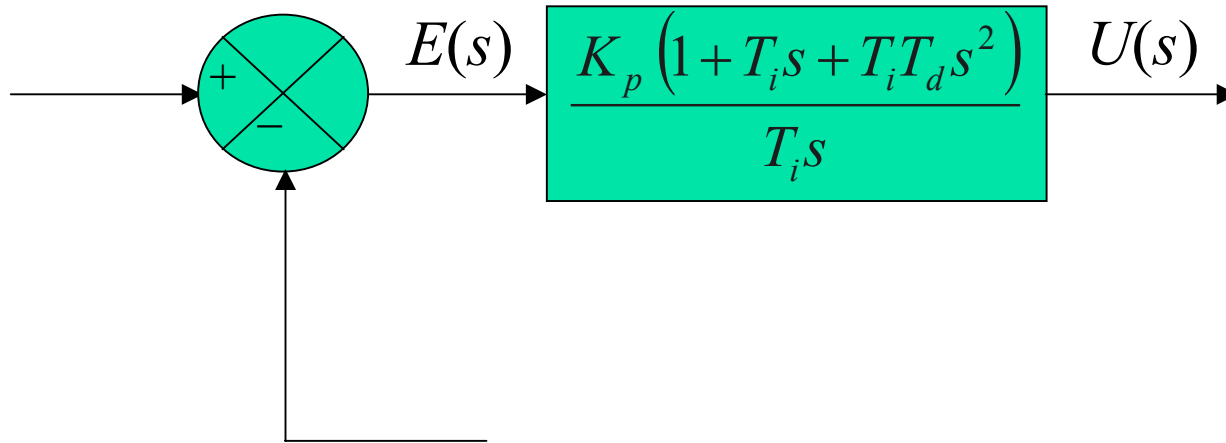 +
−
E(s)
K_p (1 + T_i s + T_i T_d s^2)
T_i s
U(s)